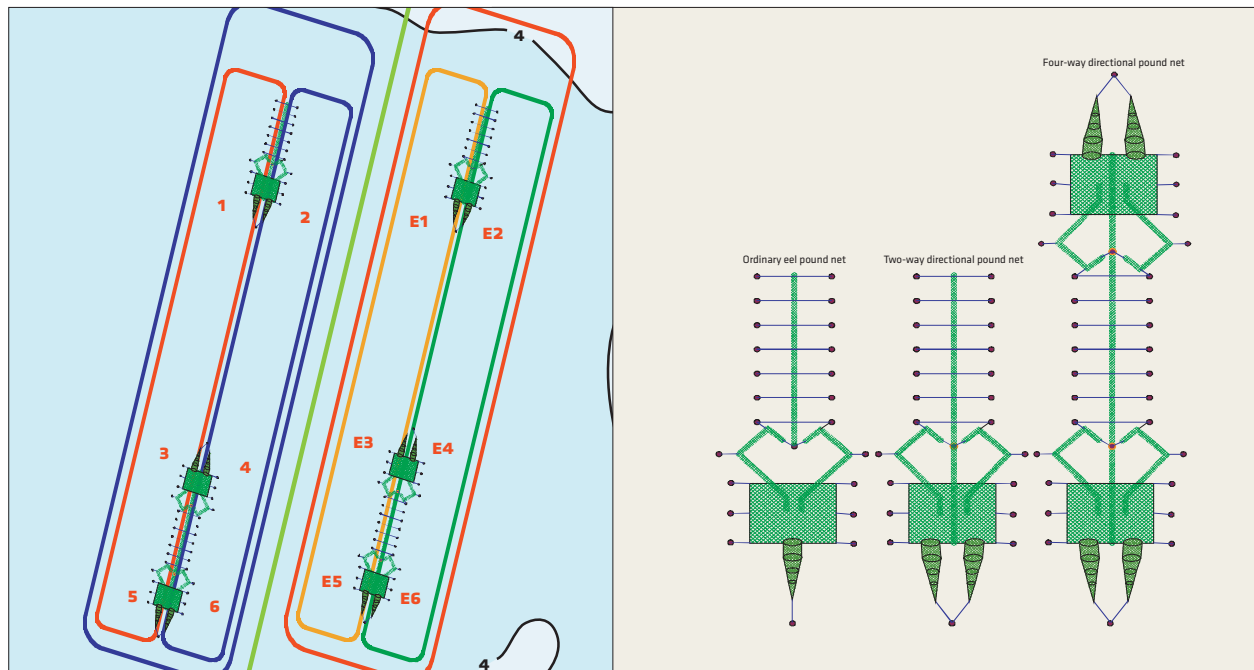 4
1
2
E1
E2
3
4
E3
E4
5
6
E5
E6
4
Four-way directional pound net
Ordinary eel pound net
Two-way directional pound net